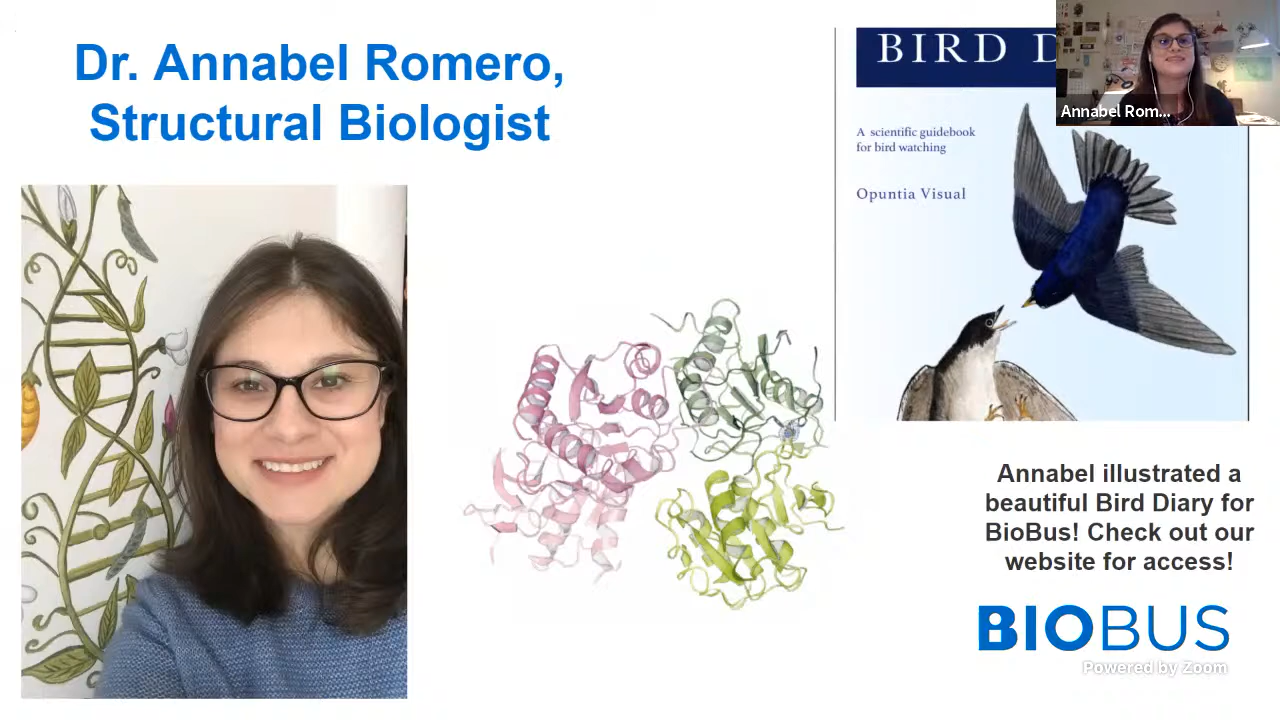 Dr. Annabel Romero,
Structural Biologist
BIRD D
A scientific guidebook
for bird watching
Opuntia Visual
Annabel Rom...
Annabel illustrated a
beautiful Bird Diary for
BioBus! Check out our
website for access!
BIOBUS
Powered by Zoom